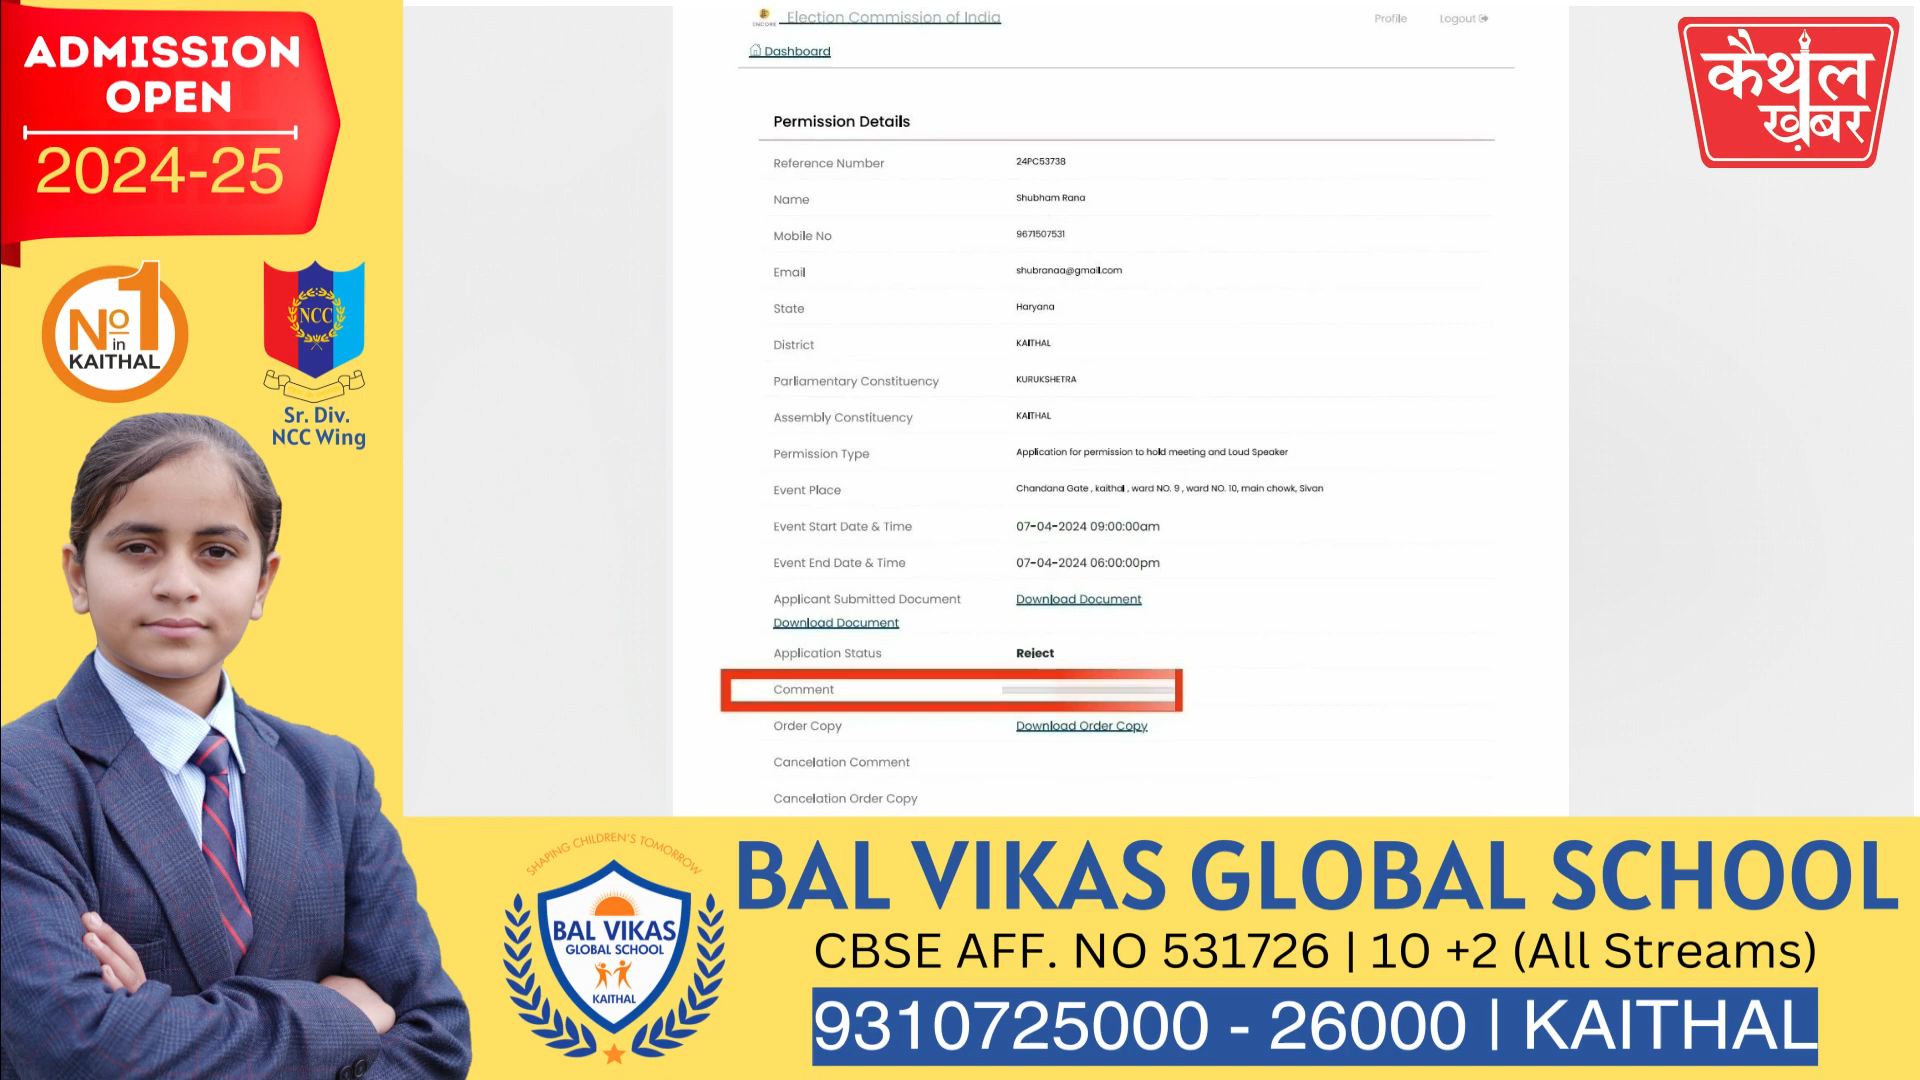 ADMISSION
OPEN
2024-25
No in 1
KAITHAL
NCC
Sr. Div.
NCC Wing
ENCORE Election Commission of India
Profile
Logout
Dashboard
कैथल
ख़बर
Permission Details
Reference Number 24PC53738
Name Shubham Rana
Mobile No 9671507531
Email shubranaa@gmail.com
State Haryana
District KAITHAL
Parliamentary Constituency KURUKSHETRA
Assembly Constituency KAITHAL
Permission Type Application for permission to hold meeting and Loud Speaker
Event Place Chandana Gate , kaithal , ward NO. 9 , ward NO. 10, main chowk, Sivan
Event Start Date & Time 07-04-2024 09:00:00am
Event End Date & Time 07-04-2024 06:00:00pm
Applicant Submitted Document Download Document
Download Document
Application Status Reject
Comment
Order Copy Download Order Copy
Cancelation Comment
Cancelation Order Copy
SHAPING CHILDREN'S TOMORROW
BAL VIKAS
GLOBAL SCHOOL
KAITHAL
BAL VIKAS GLOBAL SCHOOL
CBSE AFF. NO 531726 | 10 +2 (All Streams)
9310725000 - 26000 | KAITHAL